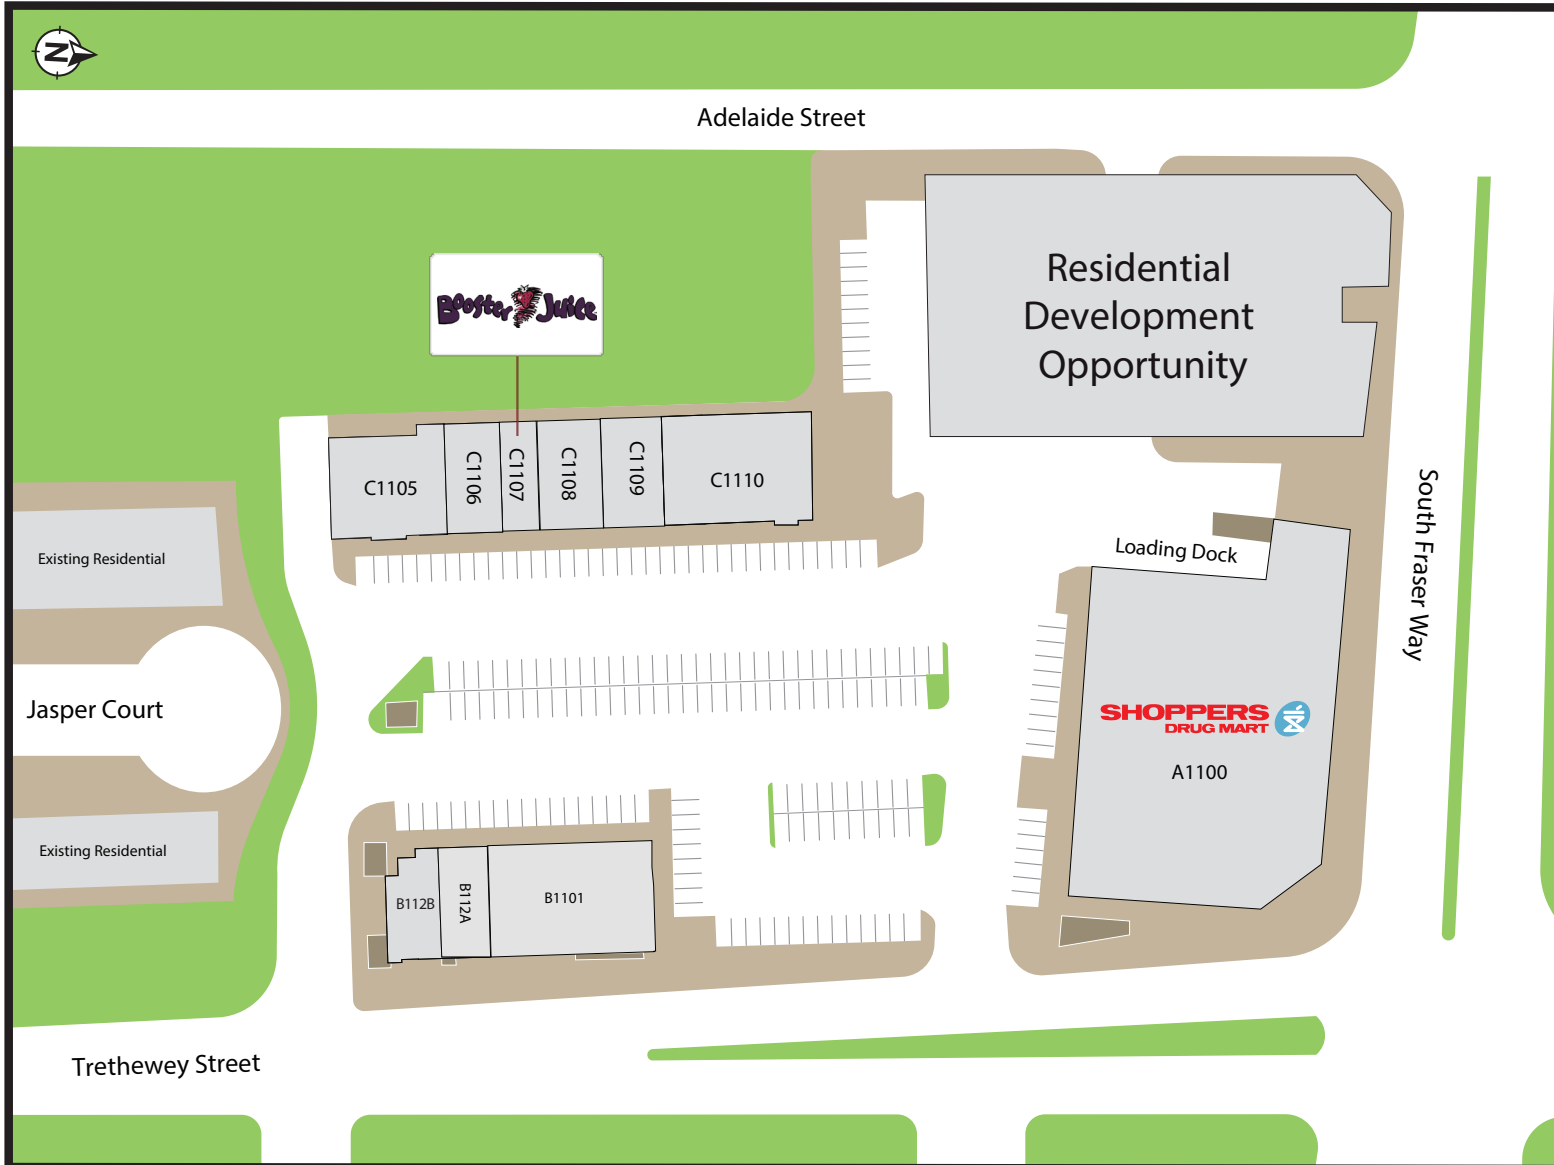 N
Adelaide Street
Residential
Development
Opportunity
Booster Juice
C1105
C1106
C1107
C1108
C1109
C1110
Existing Residential
Loading Dock
South Fraser Way
Jasper Court
SHOPPERS
DRUG MART
A1100
Existing Residential
B112B
B112A
B1101
Trethewey Street